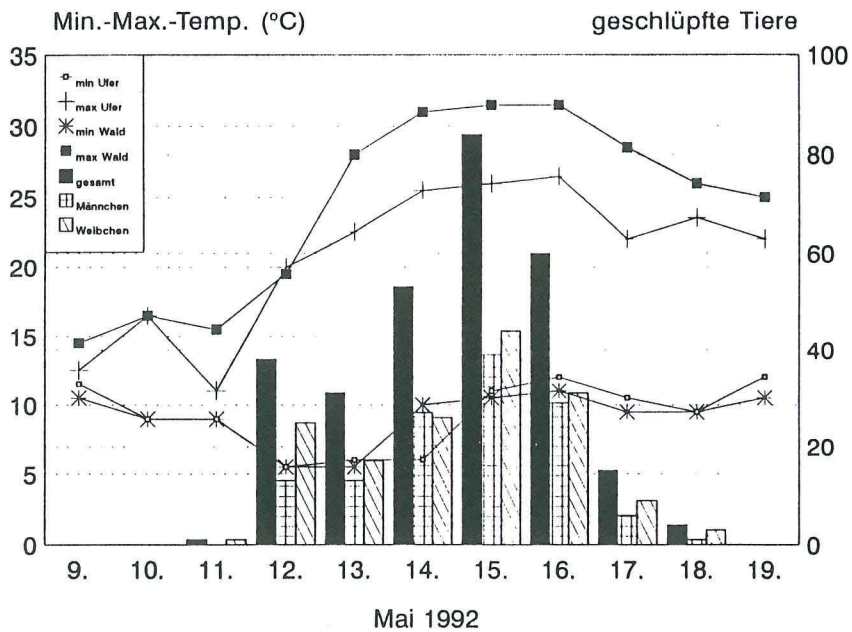 Min.-Max.-Temp. (°C) geschlüpfte Tiere
35 100
30 80
25
20 60
15 40
10
5 20
0 0
min Ufer
max Ufer
min Wald
max Wald
gesamt
Männchen
Weibchen
9. 10. 11. 12. 13. 14. 15. 16. 17. 18. 19.
Mai 1992